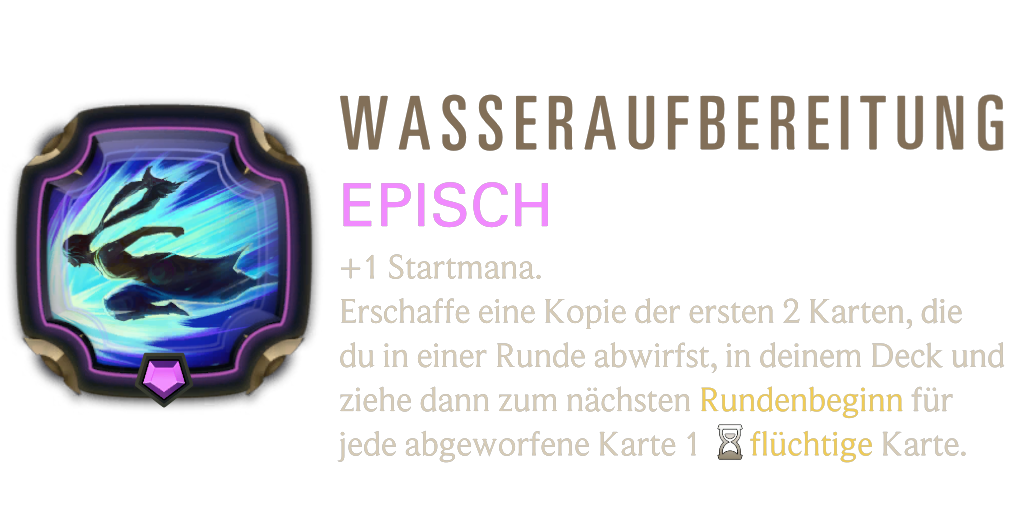 WASSERAUFBEREITUNG
EPISCH
+1 Startmana.
Erschaffe eine Kopie der ersten 2 Karten, die
du in einer Runde abwirfst, in deinem Deck und
ziehe dann zum nächsten Rundenbeginn für
jede abgeworfene Karte 1 flüchtige Karte.